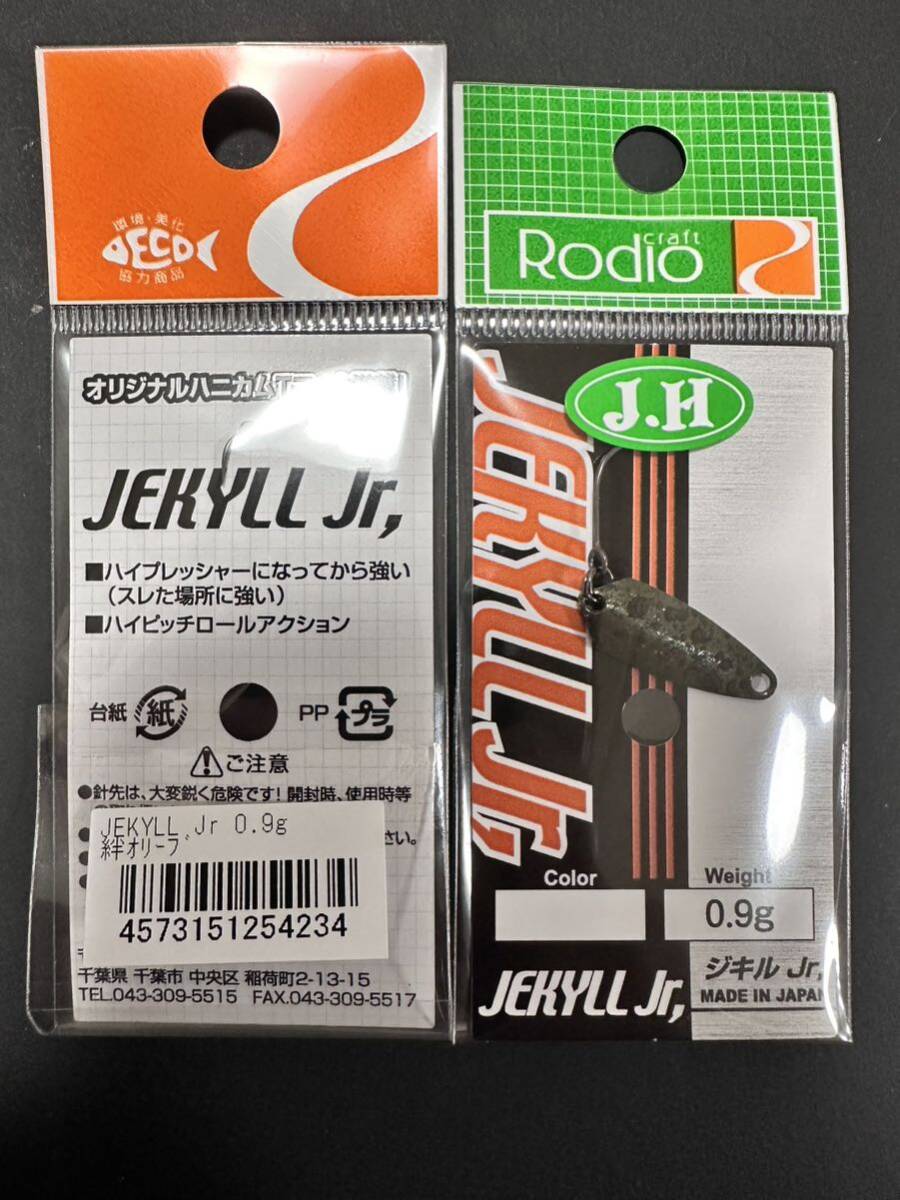 環境・美化
ECO
協力商品
オリジナルハニカム
JEKYLL Jr,
■ハイプレッシャーになってから強い
（スレた場所に強い）
■ハイピッチロールアクション
台紙 紙 PP プラ
ご注意
●針先は、大変鋭く危険です！開封時、使用時等
さい。
JEKYLL Jr 0.9g
絆オリーブ
4573151254234
千葉県 千葉市 中央区 稲荷町2-13-15
TEL.043-309-5515 FAX.043-309-5517
Rodio craft
J.H
JEKYLL Jr,
Color
Weight
0.9g
JEKYLL Jr,
ジキル Jr,
MADE IN JAPAN